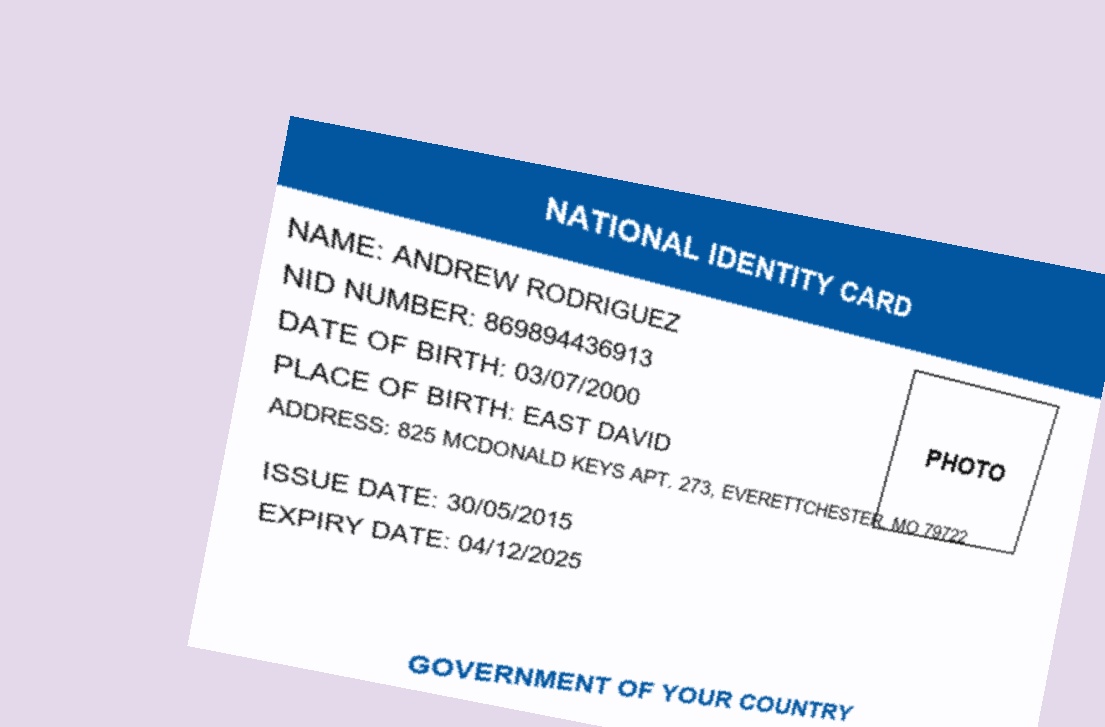 NATIONAL IDENTITY CARD
NAME: ANDREW RODRIGUEZ
NID NUMBER: 869894436913
DATE OF BIRTH: 03/07/2000
PLACE OF BIRTH: EAST DAVID
ADDRESS: 825 MCDONALD KEYS APT. 273, EVERETTCHESTER, MO 79722
PHOTO
ISSUE DATE: 30/05/2015
EXPIRY DATE: 04/12/2025
GOVERNMENT OF YOUR COUNTRY